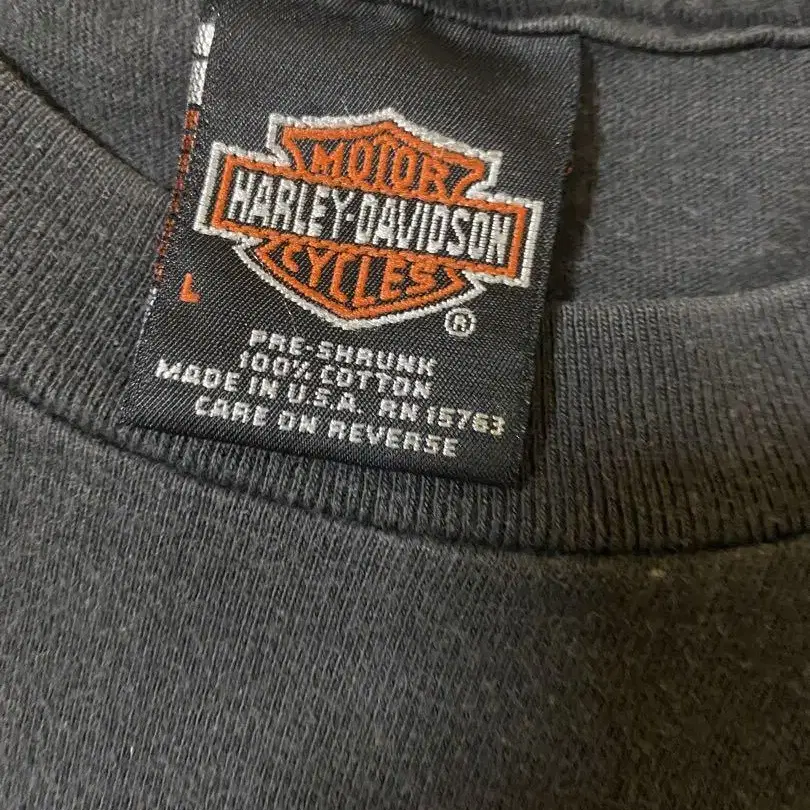 MOTOR
HARLEY-DAVIDSON
CYCLES
®
L
PRE-SHRUNK
100% COTTON
MADE IN U.S.A. RN 15763
CARE ON REVERSE